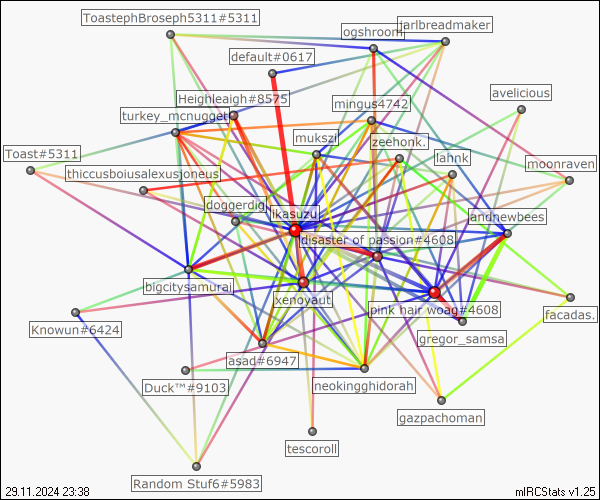 ToastephBroseph5311#5311
jarlbreadmaker
ogshroom
default#0617
avelicious
Heighleaigh#8575
mingus4742
turkey_mcnugget
mukszi
zeehonk.
Toast#5311
lahnk
moonraven
thiccusboiusalexusjoneusi
doggerdig
likasuzu
andnewbees
disaster of passion#4608
bigcitysamurai
xenoyaut
pink hair woag#4608
facadas.
Knowun#6424
gregor_samsa
asad#6947
Duck™#9103
neokingghidorah
gazpachoman
tescoroll
Random Stuf6#5983
29.11.2024 23:38
mIRCStats v1.25